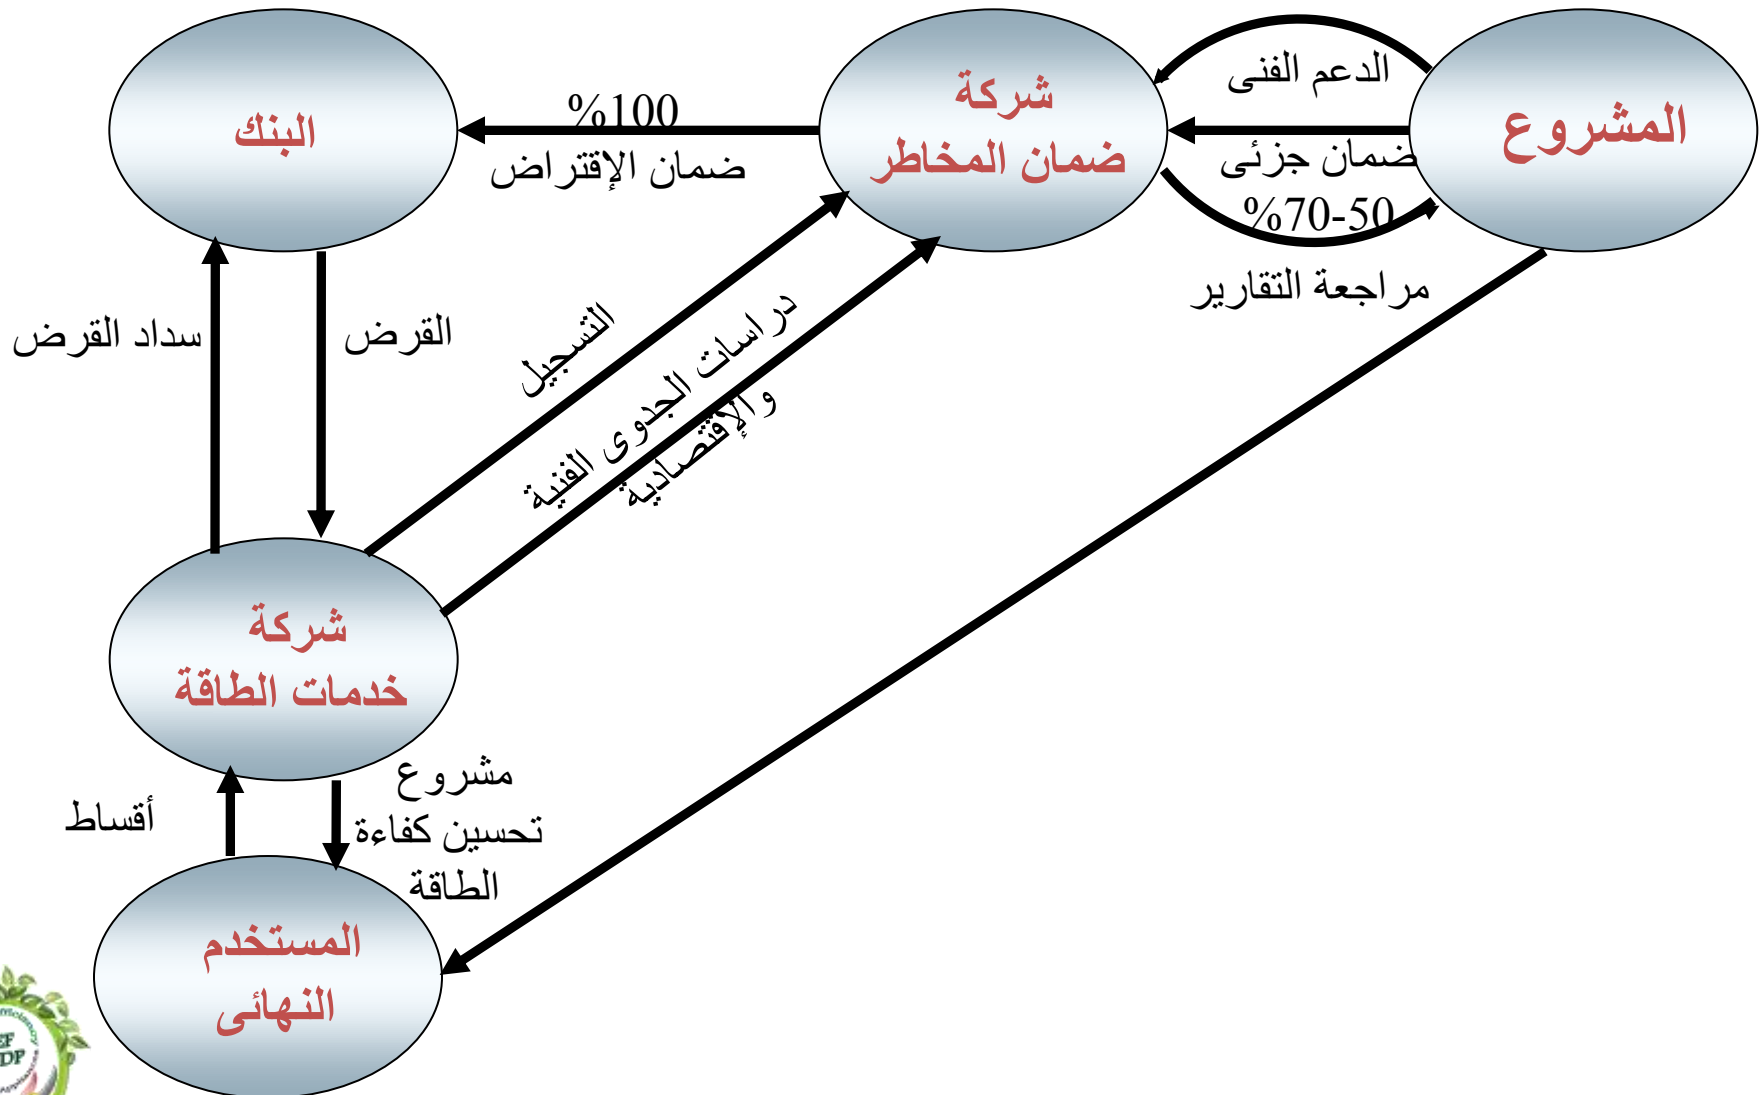 المشروع
الدعم الفنى
ضمان جزئى
%70-50
مراجعة التقارير
شركة
ضمان المخاطر
%100
ضمان الإقتراض
البنك
سداد القرض
القرض
التسجيل
دراسات الجدوى الفنية
والإقتصادية
شركة
خدمات الطاقة
أقساط
مشروع
تحسين كفاءة
الطاقة
المستخدم
النهائى